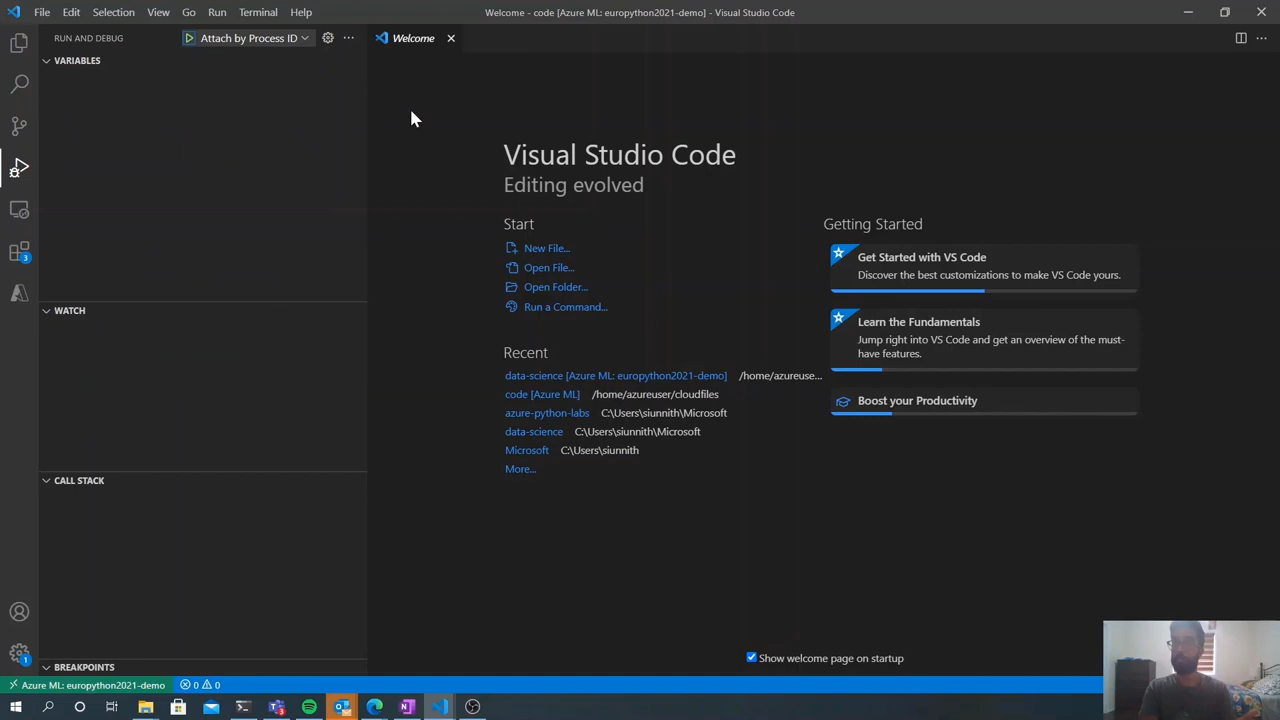 File Edit Selection View Go Run Terminal Help
Welcome - code [Azure ML: europython2021-demo] - Visual Studio Code
RUN AND DEBUG
Attach by Process ID
Welcome
VARIABLES
Visual Studio Code
Editing evolved
Start
New File...
Open File...
Open Folder...
Run a Command...
Recent
data-science [Azure ML: europython2021-demo] /home/azureuse...
code [Azure ML] /home/azureuser/cloudfiles
azure-python-labs C:\Users\siunnith\Microsoft
data-science C:\Users\siunnith\Microsoft
Microsoft C:\Users\siunnith
More...
Getting Started
Get Started with VS Code
Discover the best customizations to make VS Code yours.
Learn the Fundamentals
Jump right into VS Code and get an overview of the must-
have features.
Boost your Productivity
3
WATCH
CALL STACK
1
BREAKPOINTS
Show welcome page on startup
Azure ML: europython2021-demo
0 0